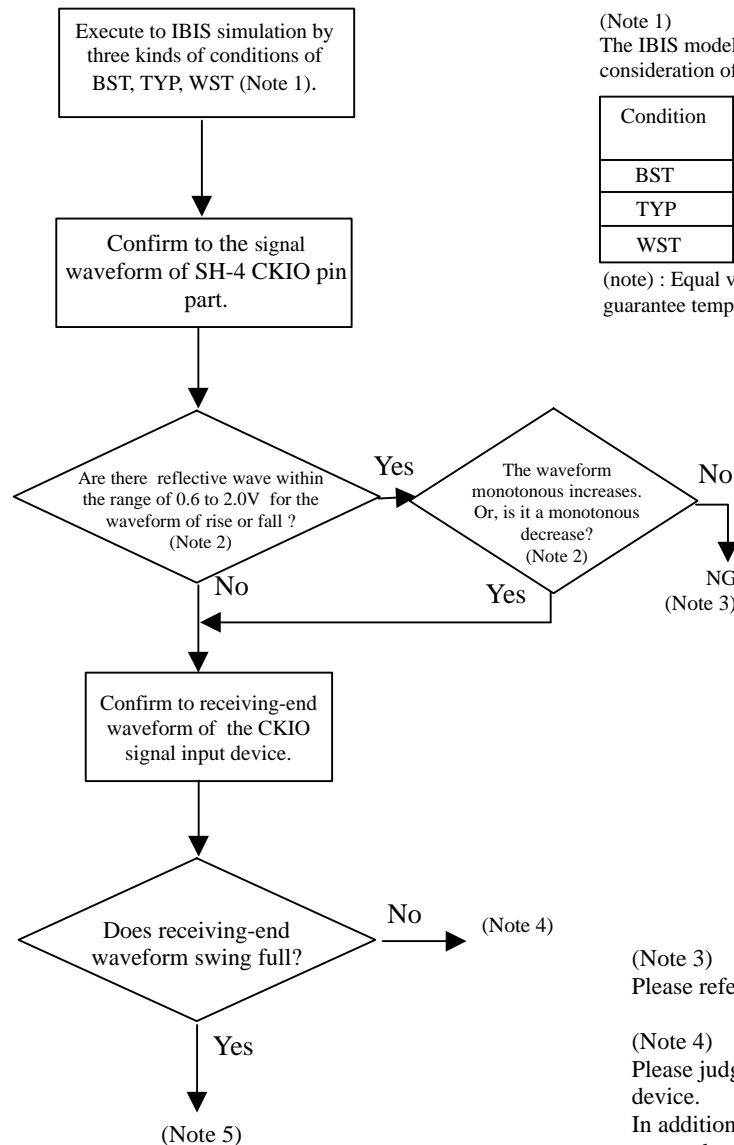 Execute to IBIS simulation by
three kinds of conditions of
BST, TYP, WST (Note 1).
Confirm to the signal
waveform of SH-4 CKIO pin
part.
Are there reflective wave within
the range of 0.6 to 2.0V for the
waveform of rise or fall ?
(Note 2)
Yes
No
The waveform
monotonous increases.
Or, is it a monotonous
decrease?
(Note 2)
No
Yes
NG
(Note 3)
Confirm to receiving-end
waveform of the CKIO
signal input device.
Does receiving-end
waveform swing full?
No
(Note 4)
Yes
(Note 5)
(Note 1)
The IBIS model
consideration of
Condition
BST
TYP
WST
(note) : Equal v
guarantee temp
(Note 3)
Please refe
(Note 4)
Please judg
device.
In addition